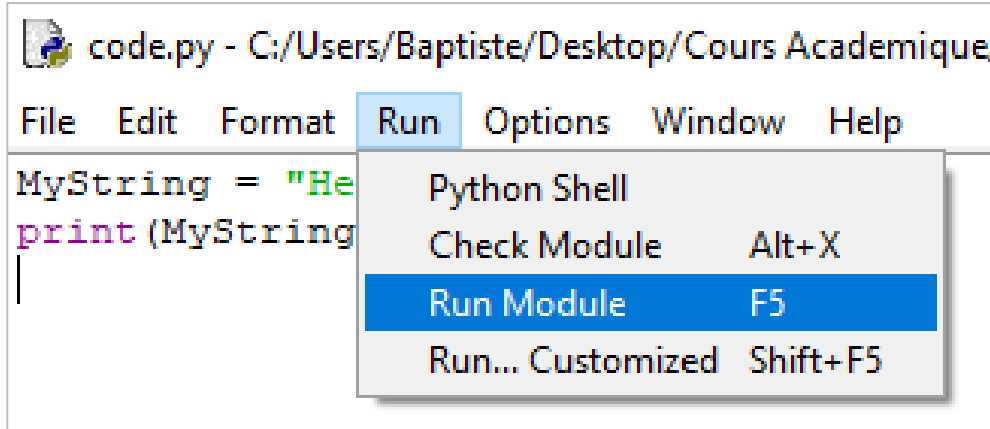 code.py - C:/Users/Baptiste/Desktop/Cours Academique/
File Edit Format Run Options Window Help
MyString = "He
print(MyString
Python Shell
Check Module Alt+X
Run Module F5
Run... Customized Shift+F5